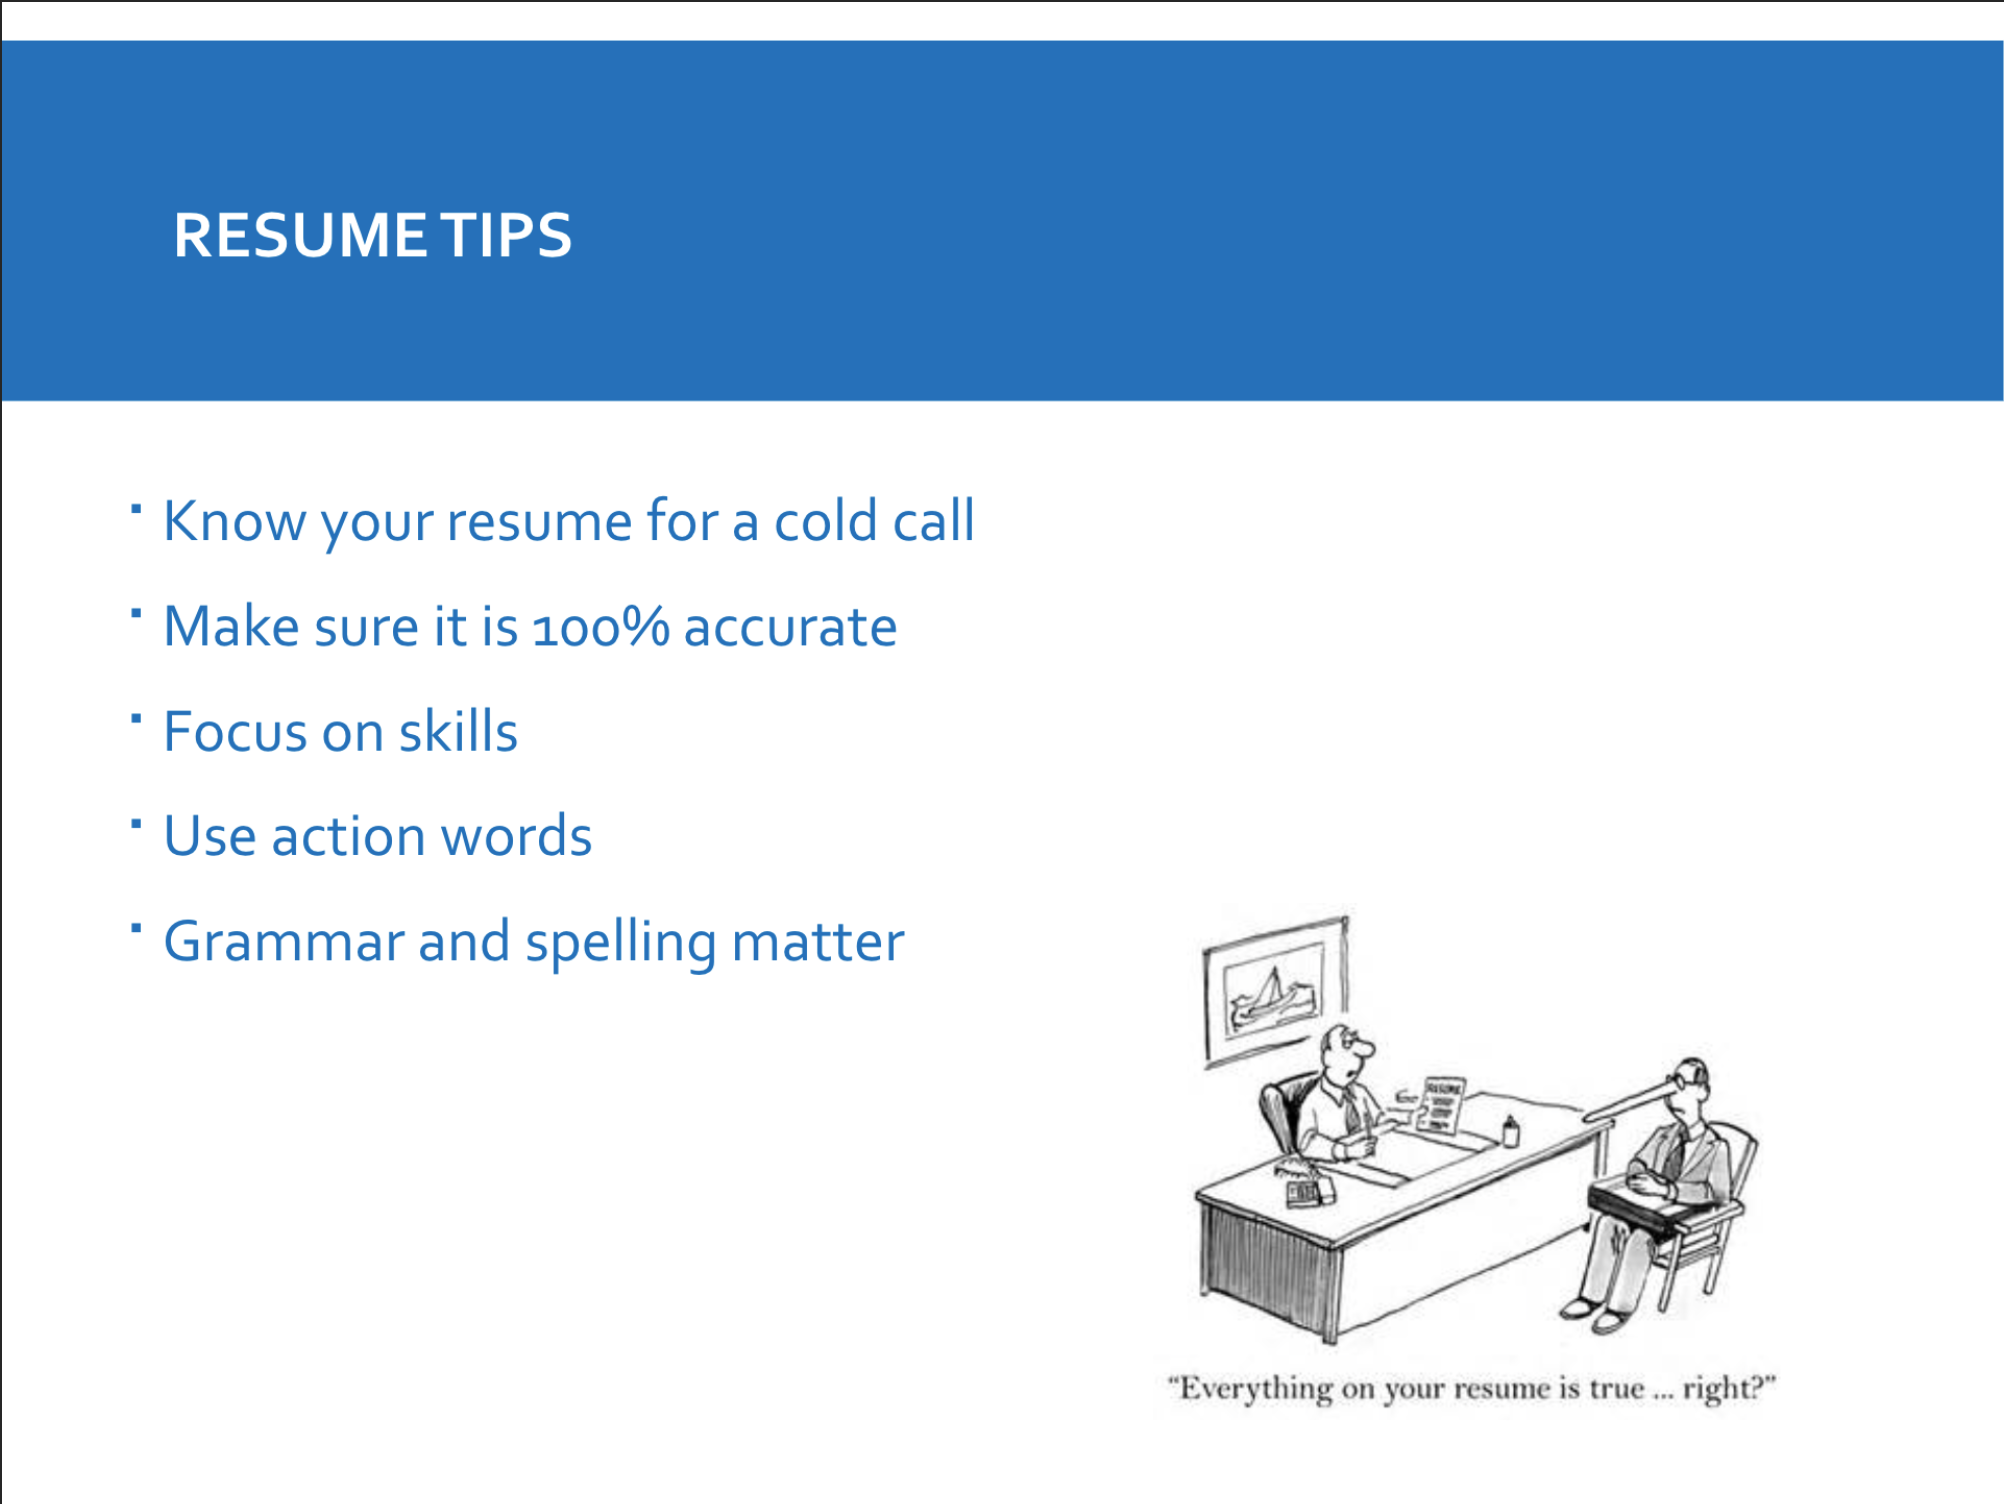 RESUME TIPS
Know your resume for a cold call
Make sure it is 100% accurate
Focus on skills
Use action words
Grammar and spelling matter
RESUME
“Everything on your resume is true ... right?”